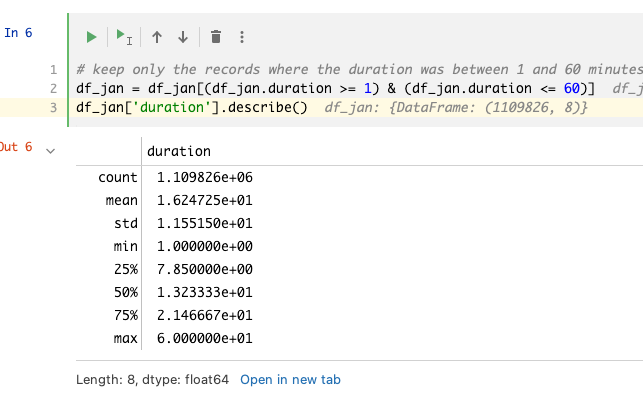 In 6
1 # keep only the records where the duration was between 1 and 60 minutes
2 df_jan = df_jan[(df_jan.duration >= 1) & (df_jan.duration <= 60)] df_j
3 df_jan['duration'].describe() df_jan: {DataFrame: (1109826, 8)}
Out 6
duration
count 1.109826e+06
mean 1.624725e+01
std 1.155150e+01
min 1.000000e+00
25% 7.850000e+00
50% 1.323333e+01
75% 2.146667e+01
max 6.000000e+01
Length: 8, dtype: float64 Open in new tab